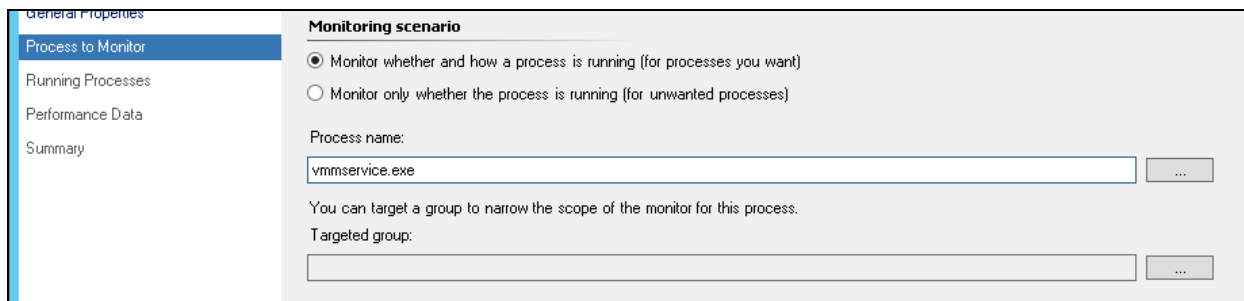 General Properties
Process to Monitor
Running Processes
Performance Data
Summary
Monitoring scenario
Monitor whether and how a process is running (for processes you want)
Monitor only whether the process is running (for unwanted processes)
Process name:
vmmservice.exe
...
You can target a group to narrow the scope of the monitor for this process.
Targeted group:
...